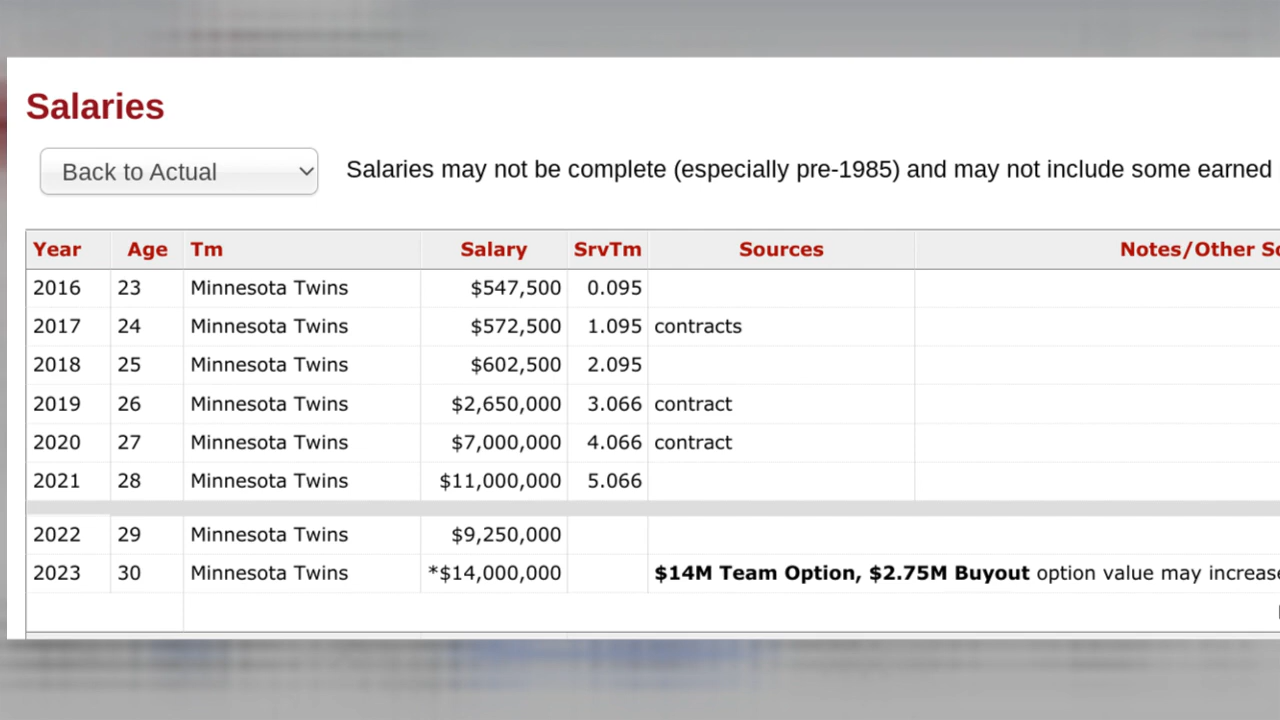 Salaries
Back to Actual Salaries may not be complete (especially pre-1985) and may not include some earned
Year Age Tm Salary SrvTm Sources Notes/Other So
2016 23 Minnesota Twins $547,500 0.095
2017 24 Minnesota Twins $572,500 1.095 contracts
2018 25 Minnesota Twins $602,500 2.095
2019 26 Minnesota Twins $2,650,000 3.066 contract
2020 27 Minnesota Twins $7,000,000 4.066 contract
2021 28 Minnesota Twins $11,000,000 5.066
2022 29 Minnesota Twins $9,250,000
2023 30 Minnesota Twins *$14,000,000 $14M Team Option, $2.75M Buyout option value may increase